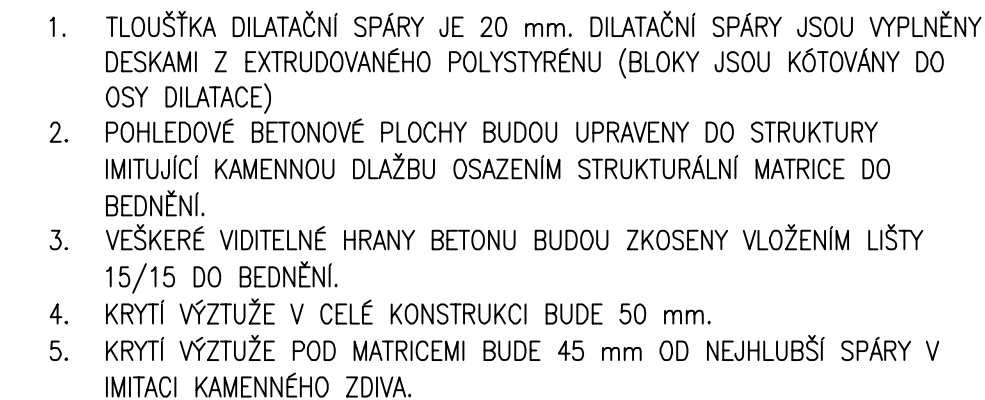 1. TLOUŠŤKA DILATAČNÍ SPÁRY JE 20 mm. DILATAČNÍ SPÁRY JSOU VYPLNĚNY
DESKAMI Z EXTRUDOVANÉHO POLYSTYRÉNU (BLOKY JSOU KÓTOVÁNY DO
OSY DILATACE)
2. POHLEDOVÉ BETONOVÉ PLOCHY BUDOU UPRAVENY DO STRUKTURY
IMITUJÍCÍ KAMENNOU DLAŽBU OSAZENÍM STRUKTURÁLNÍ MATRICE DO
BEDNĚNÍ.
3. VEŠKERÉ VIDITELNÉ HRANY BETONU BUDOU ZKOSENY VLOŽENÍM LIŠTY
15/15 DO BEDNĚNÍ.
4. KRYTÍ VÝZTUŽE V CELÉ KONSTRUKCI BUDE 50 mm.
5. KRYTÍ VÝZTUŽE POD MATRICEMI BUDE 45 mm OD NEJHLUBŠÍ SPÁRY V
IMITACI KAMENNÉHO ZDIVA.